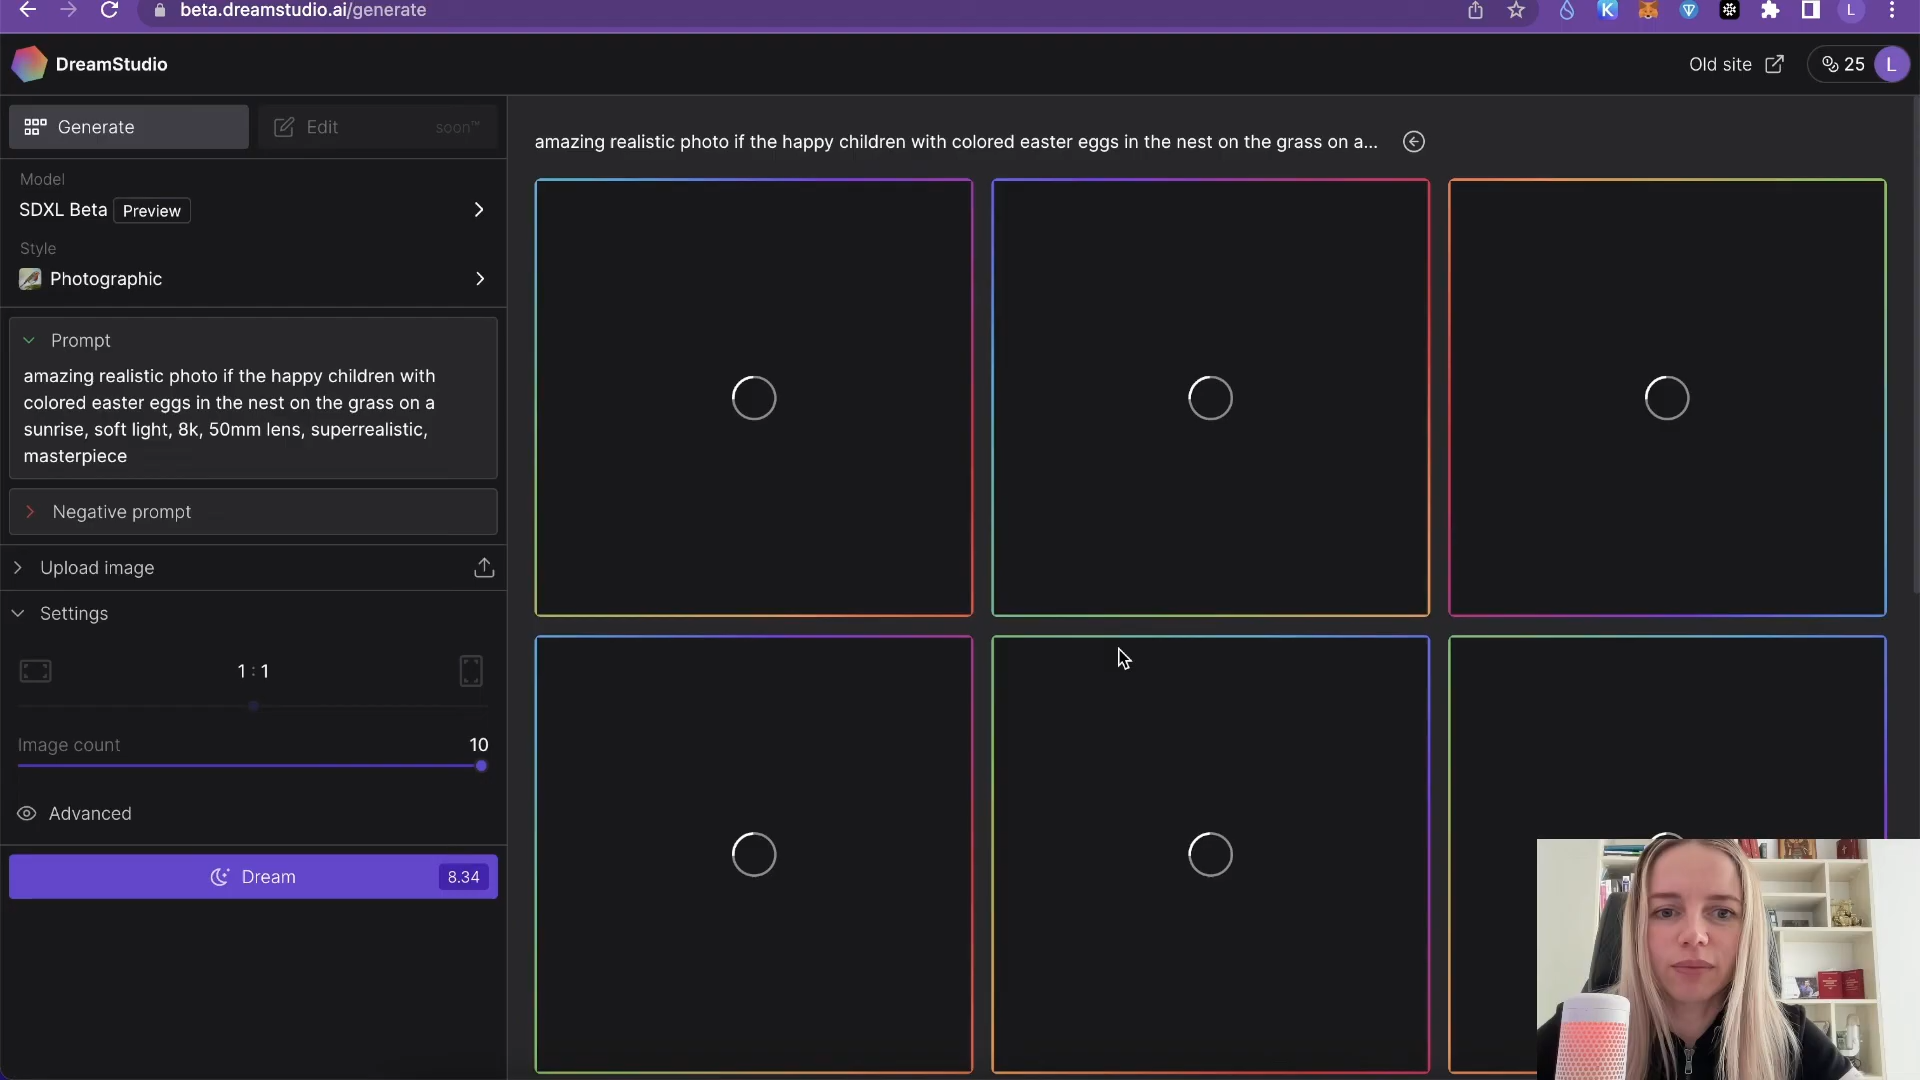 beta.dreamstudio.ai/generate
K
L
DreamStudio
Old site
25
L
Generate
Edit
soon™
Model
SDXL Beta Preview
Style
Photographic
Prompt
amazing realistic photo if the happy children with
colored easter eggs in the nest on the grass on a
sunrise, soft light, 8k, 50mm lens, superrealistic,
masterpiece
Negative prompt
Upload image
Settings
1 : 1
Image count
10
Advanced
Dream
8.34
amazing realistic photo if the happy children with colored easter eggs in the nest on the grass on a...